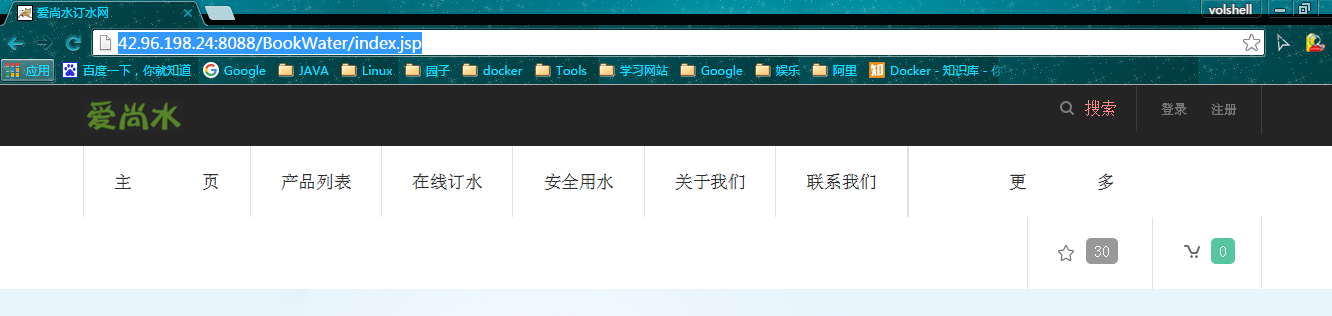 爱尚水订水网
volshell
42.96.198.24:8088/BookWater/index.jsp
应用 百度一下，你就知道 Google JAVA Linux 园子 docker Tools 学习网站 Google 娱乐 阿里 Docker - 知识库 -
爱尚水 搜索 登录 注册
主 页 产品列表 在线订水 安全用水 关于我们 联系我们 更 多
30 0